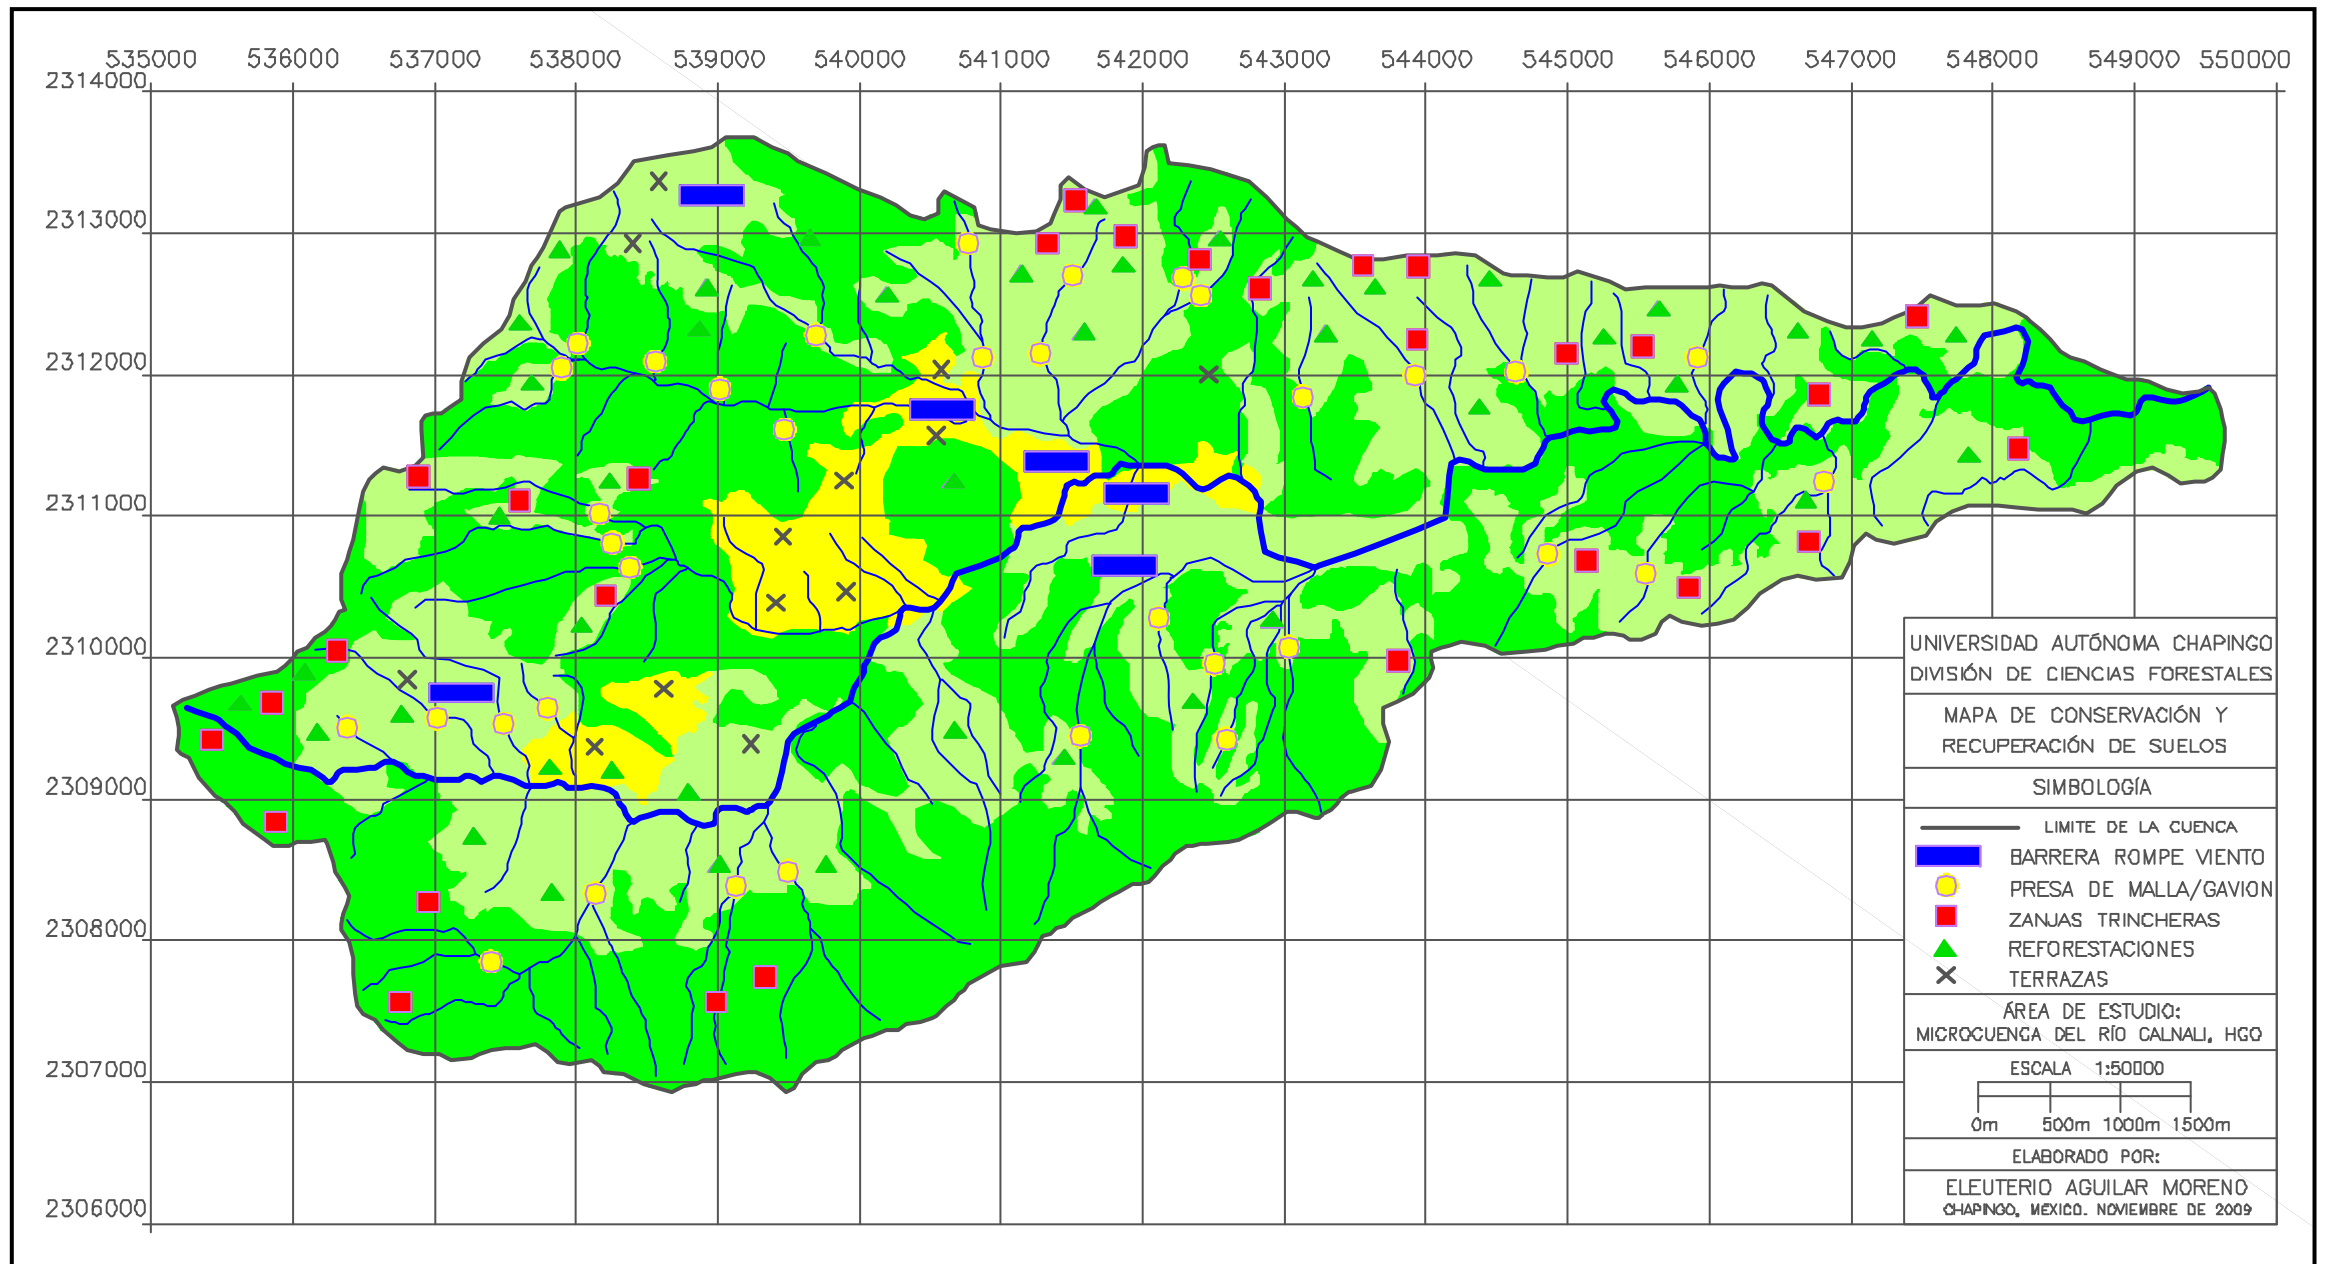 535000 536000 537000 538000 539000 540000 541000 542000 543000 544000 545000 546000 547000 548000 549000 5500000
2314000
2313000
2312000
2311000
2310000
2309000
2308000
2307000
2306000
UNIVERSIDAD AUTÓNOMA CHAPINGO
DIVISIÓN DE CIENCIAS FORESTALES
MAPA DE CONSERVACIÓN Y
RECUPERACIÓN DE SUELOS
SIMBOLOGÍA
LIMITE DE LA CUENCA
BARRERA ROMPE VIENTO
PRESA DE MALLA/GAVION
ZANJAS TRINCHERAS
REFORESTACIONES
TERRAZAS
ÁREA DE ESTUDIO:
MICROCUENCA DEL RÍO CALNALI, HGO
ESCALA 1:50000
0m 500m 1000m 1500m
ELABORADO POR:
ELEUTERIO AGUILAR MORENO
CHAPINGO, MEXICO. NOVIEMBRE DE 2009